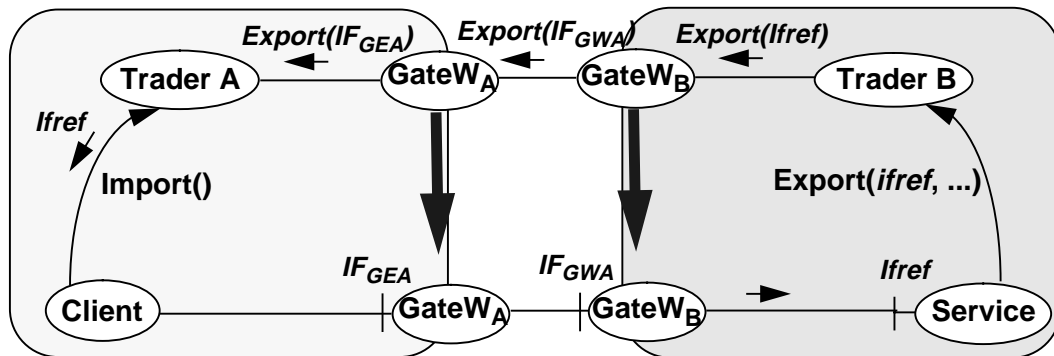 Export(IF_GEA) Export(IF_GWA) Export(Ifref)
Trader A GateW_A GateW_B Trader B
Ifref
Import() Export(ifref, ...)
IF_GEA IF_GWA Ifref
Client GateW_A GateW_B Service